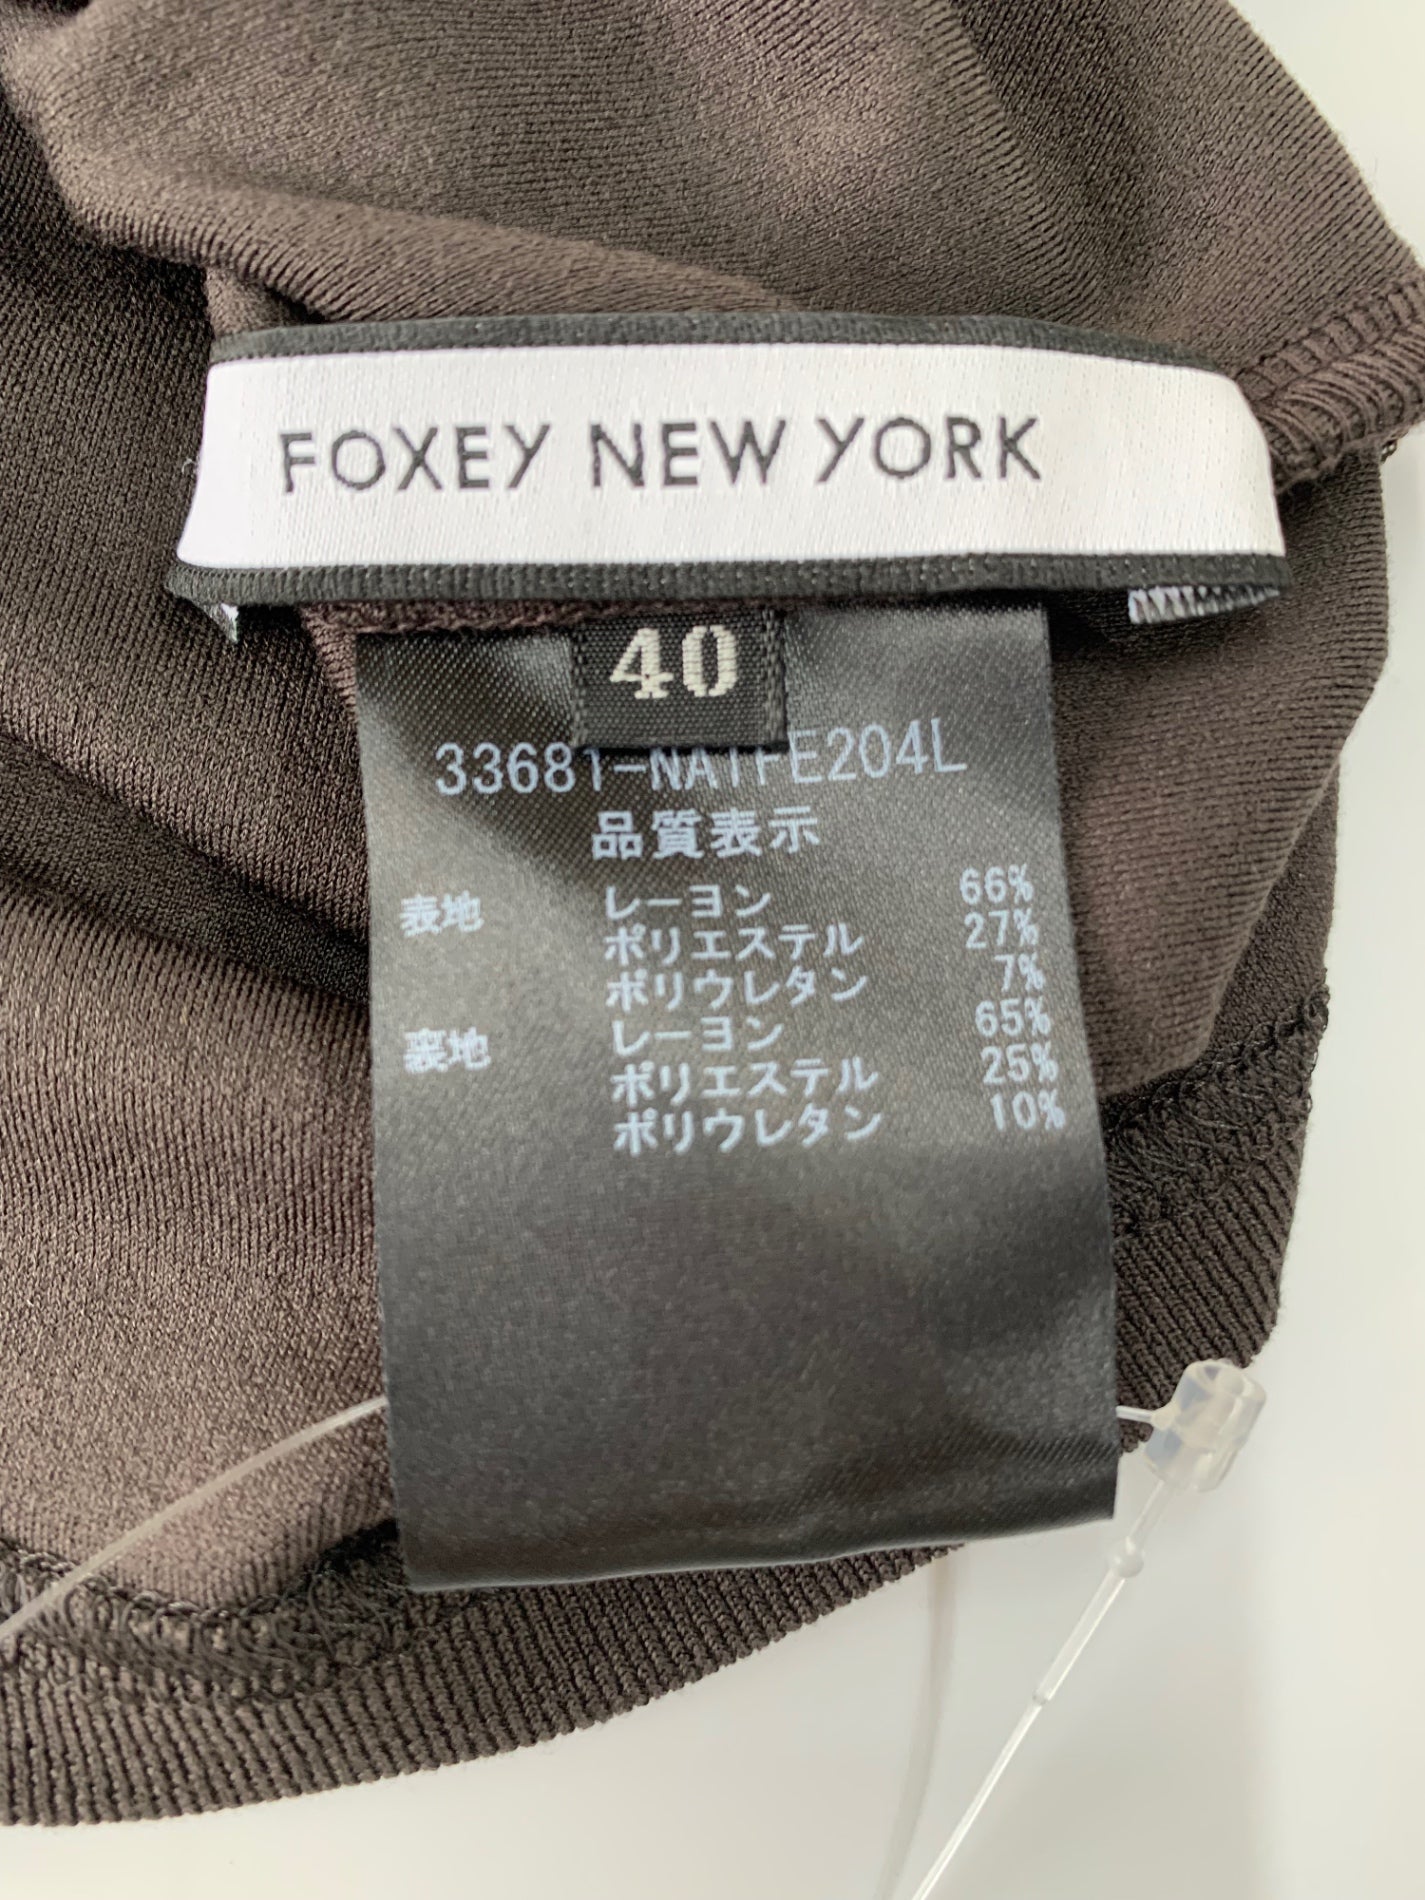 FOXEY NEW YORK
40
33681-NATFE204L
品質表示
表地 レーヨン 66%
ポリエステル 27%
ポリウレタン 7%
裏地 レーヨン 65%
ポリエステル 25%
ポリウレタン 10%